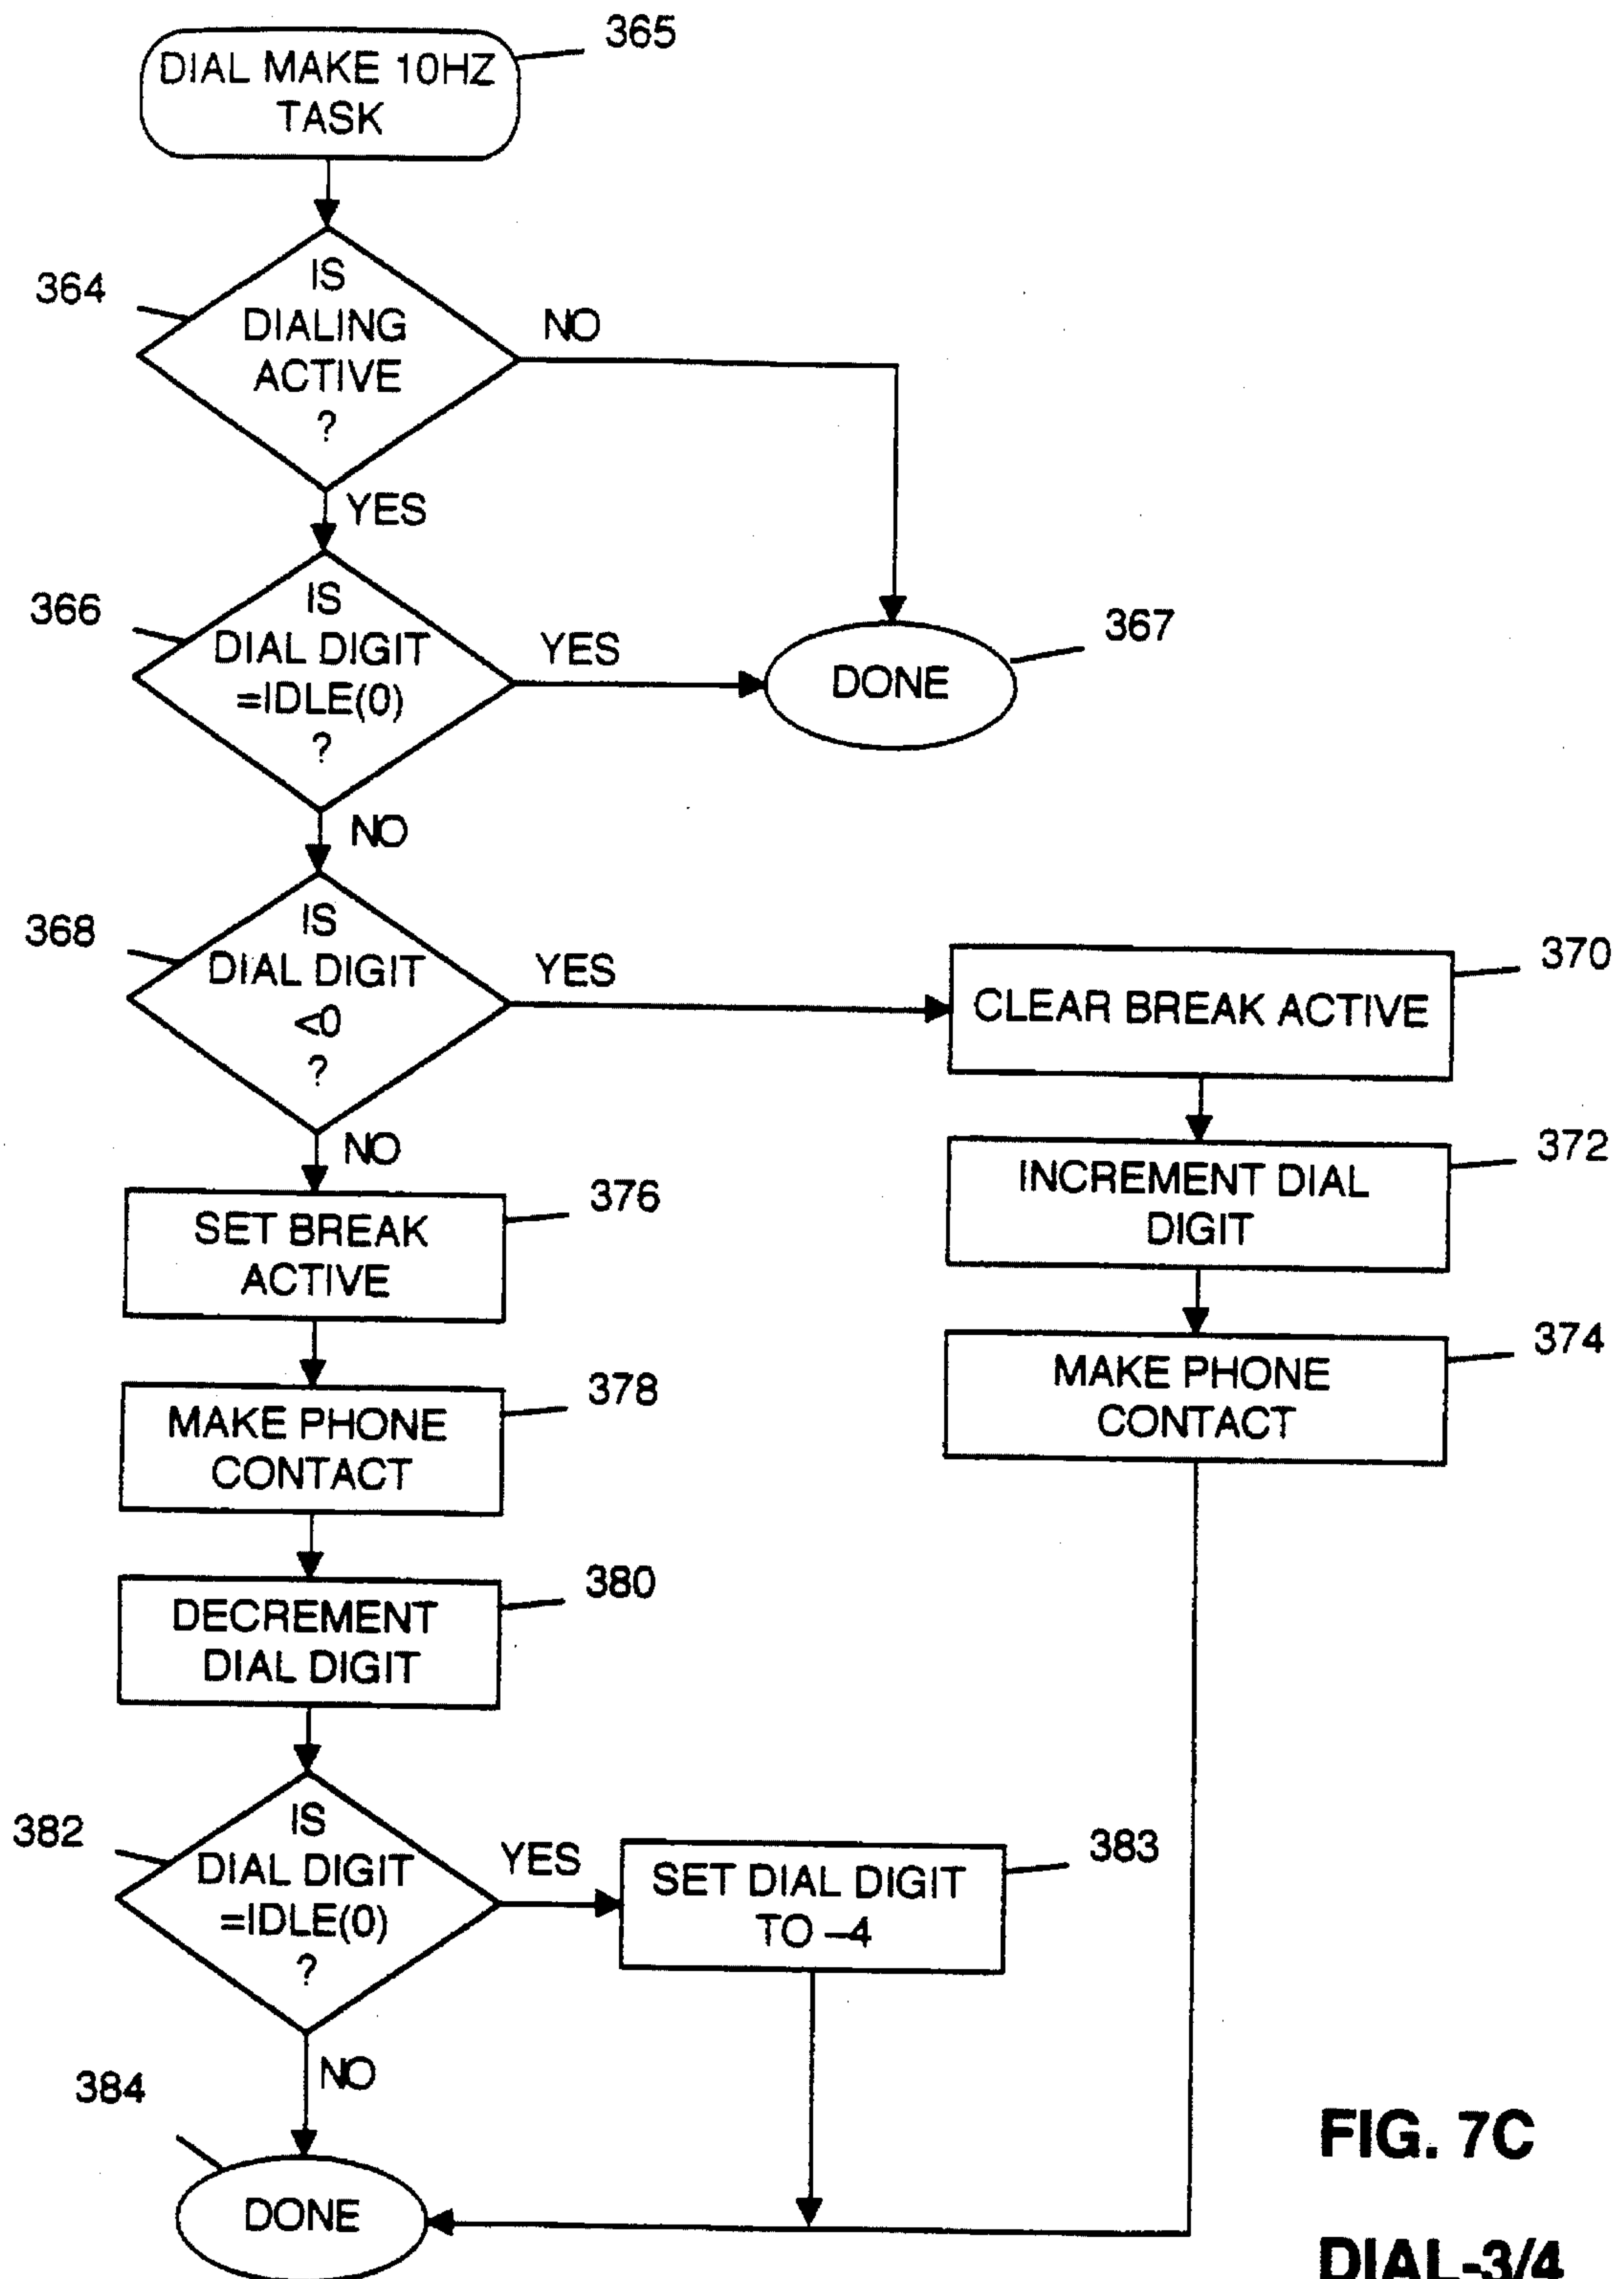 365
DIAL MAKE 10HZ
TASK
364
IS
DIALING
ACTIVE
?
NO
YES
366
IS
DIAL DIGIT
=IDLE(0)
?
YES
DONE
367
NO
368
IS
DIAL DIGIT
<0
?
YES
CLEAR BREAK ACTIVE
370
NO
INCREMENT DIAL
DIGIT
372
SET BREAK
ACTIVE
376
MAKE PHONE
CONTACT
374
MAKE PHONE
CONTACT
378
DECREMENT
DIAL DIGIT
380
382
IS
DIAL DIGIT
=IDLE(0)
?
YES
SET DIAL DIGIT
TO –4
383
NO
384
DONE
FIG. 7C
DIAL-3/4